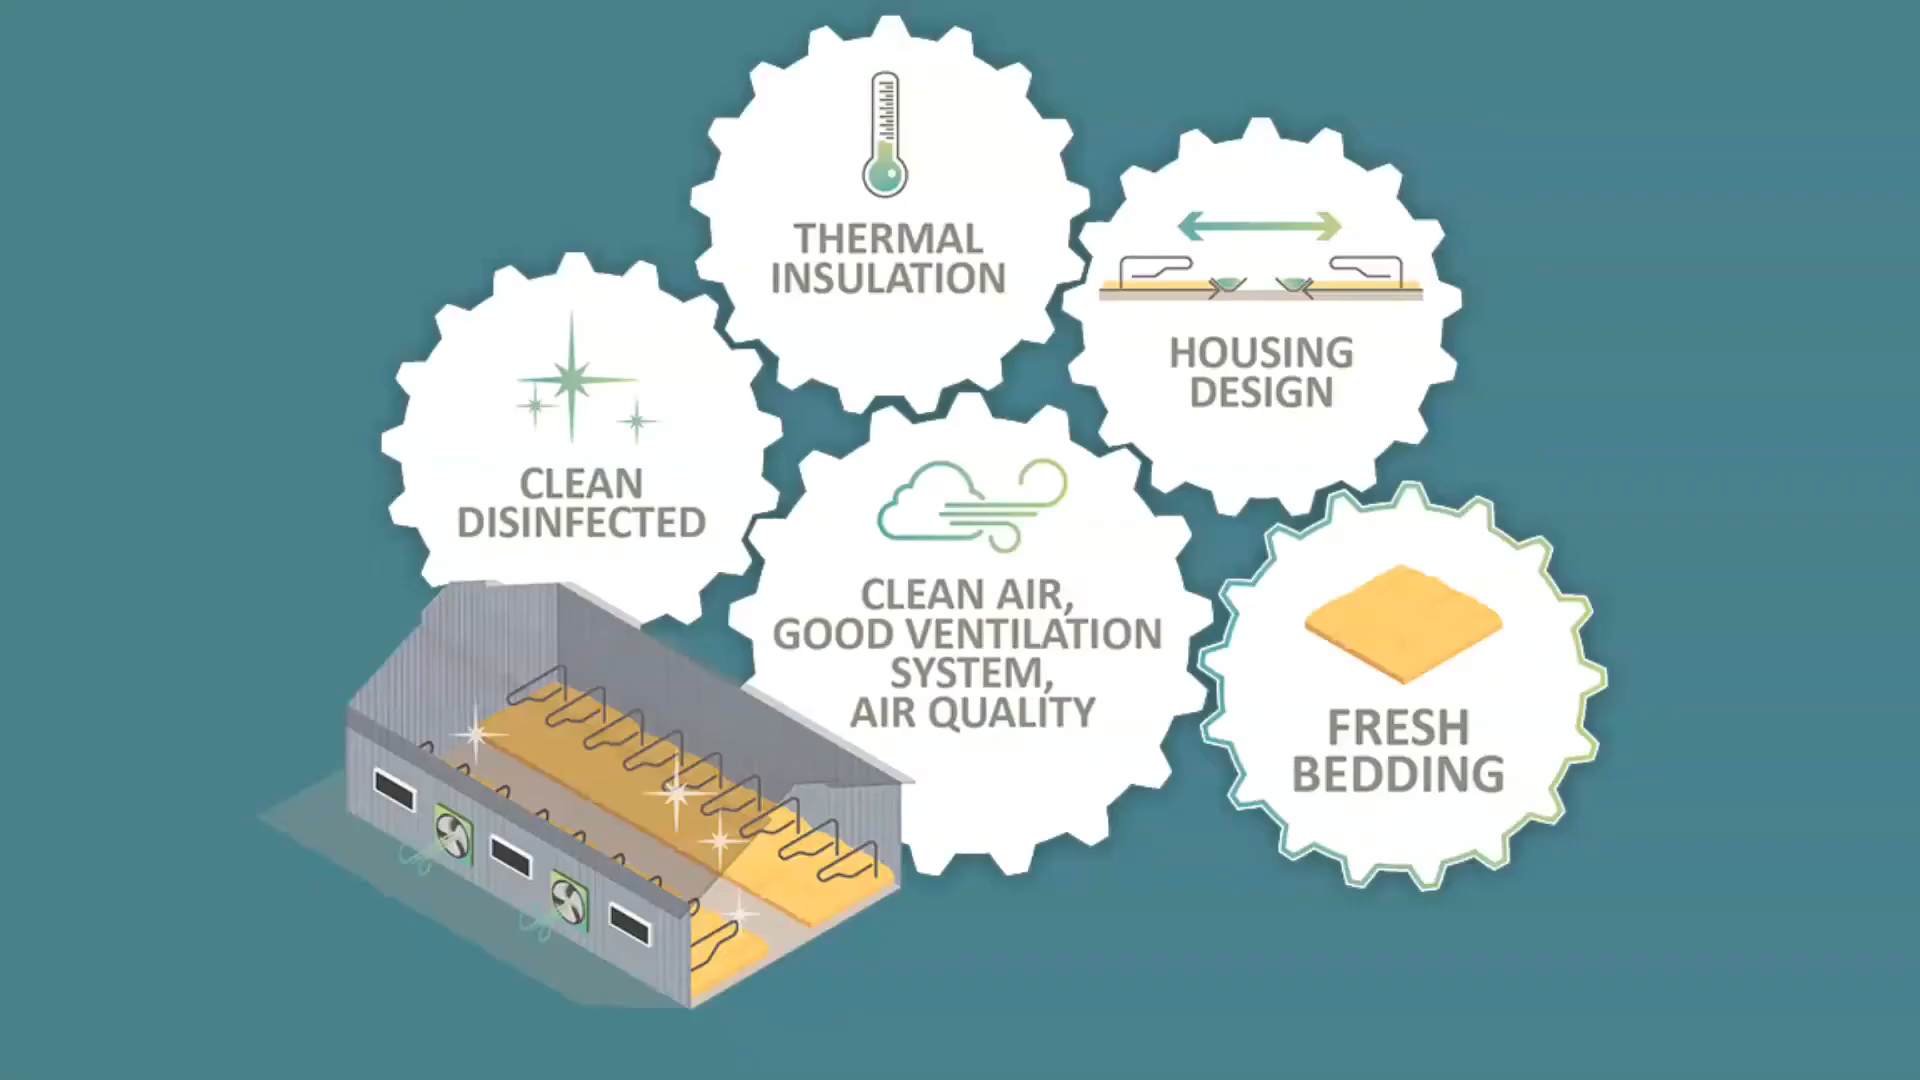 THERMAL
INSULATION
HOUSING
DESIGN
CLEAN
DISINFECTED
CLEAN AIR,
GOOD VENTILATION
SYSTEM,
AIR QUALITY
FRESH
BEDDING